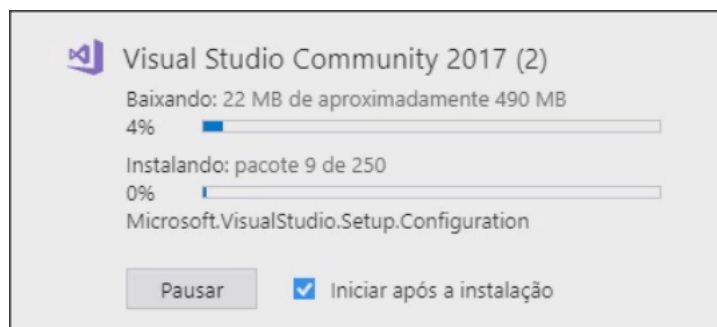 Visual Studio Community 2017 (2)
Baixando: 22 MB de aproximadamente 490 MB
4%
Instalando: pacote 9 de 250
0%
Microsoft.VisualStudio.Setup.Configuration
Pausar
Iniciar após a instalação